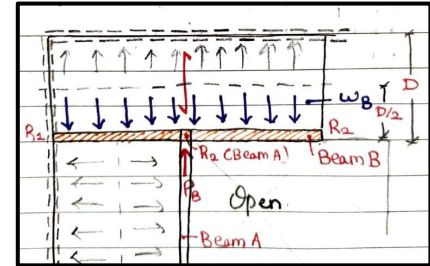 D
ω_B
D/2
R₁
R₂
R₂ (Beam A)
Beam B
P_B
Open
Beam A